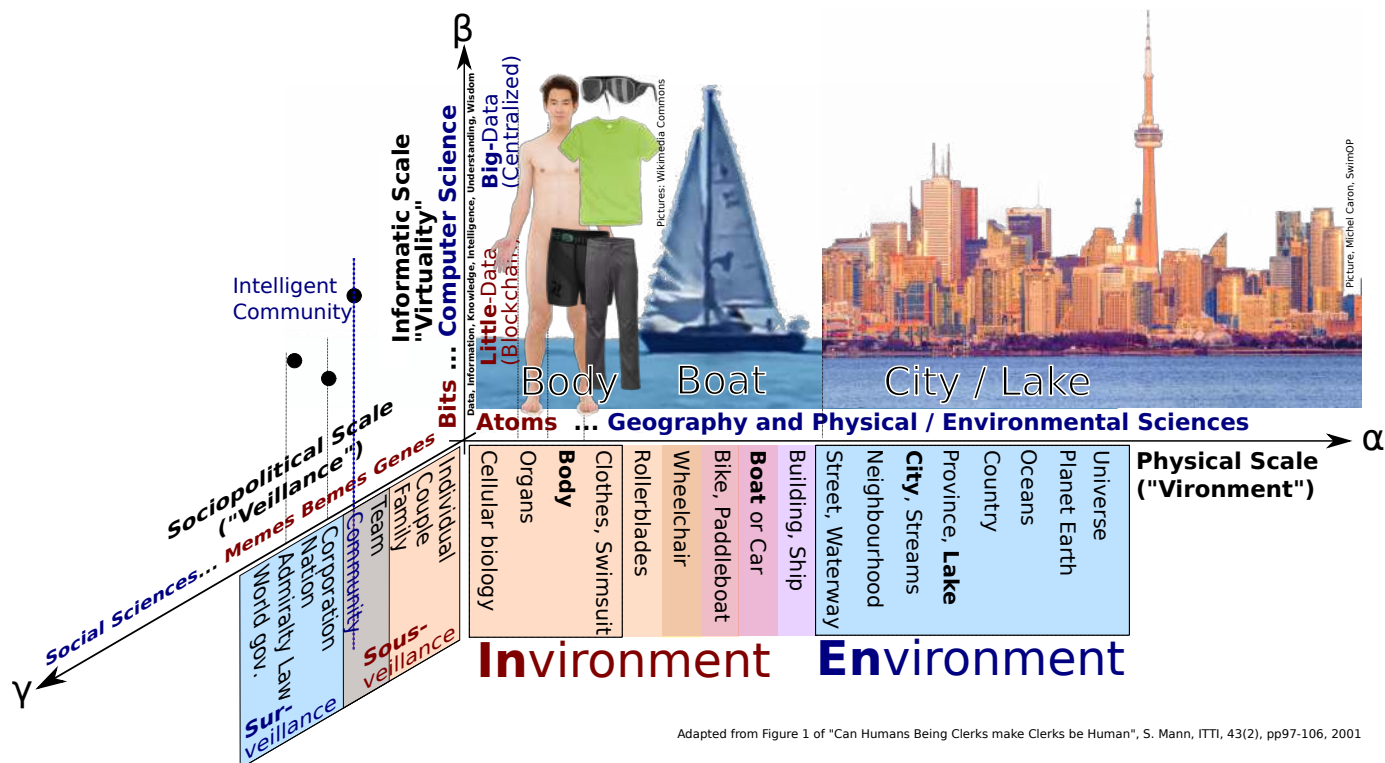 β
Informatic Scale
"Virtuality"
Bits ... Computer Science
Data, Information, Knowledge, Intelligence, Understanding, Wisdom
Big-Data
(Centralized)
Little-Data
(Blockchain,
Pictures: Wikimedia Commons
Picture, Michel Caron, SwimOP
Intelligent
Community
Body
Boat
City / Lake
Atoms ... Geography and Physical / Environmental Sciences
α
Physical Scale
("Vironment")
Sociopolitical Scale
("Veillance")
Social Sciences... Memes Bemes Genes
γ
Individual
Couple
Family
Team
Community
Corporation
Nation
Admiralty Law
World gov.
Sous-
veillance
Sur-
veillance
Cellular biology
Organs
Body
Clothes, Swimsuit
Rollerblades
Wheelchair
Bike, Paddleboat
Boat or Car
Building, Ship
Street, Waterway
Neighbourhood
City, Streams
Province, Lake
Country
Oceans
Planet Earth
Universe
Invironment
Environment
Adapted from Figure 1 of "Can Humans Being Clerks make Clerks be Human", S. Mann, ITTI, 43(2), pp97-106, 2001